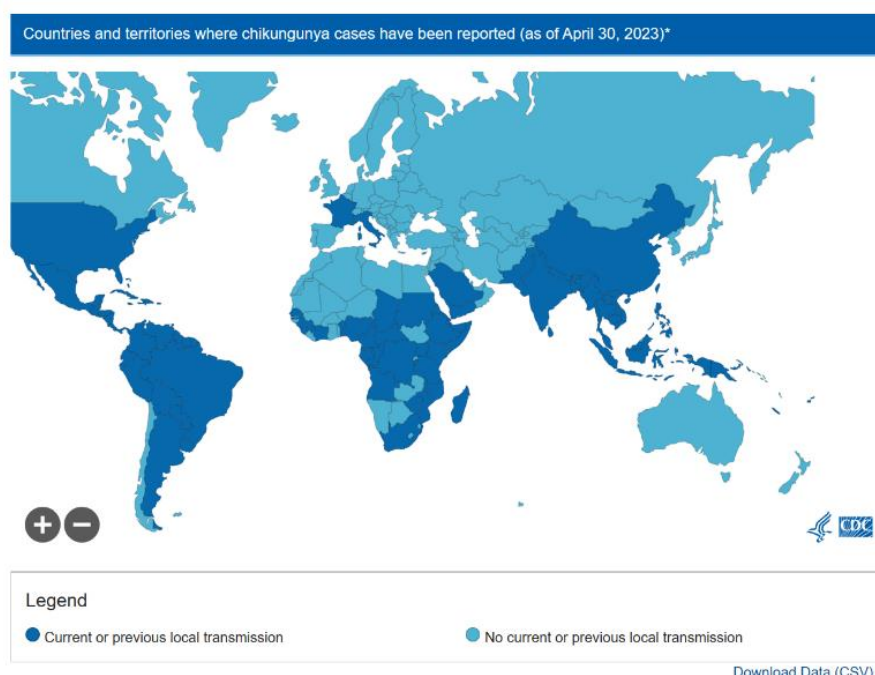 Countries and territories where chikungunya cases have been reported (as of April 30, 2023)*
CDC
Legend
Current or previous local transmission
No current or previous local transmission
Download Data (CSV)